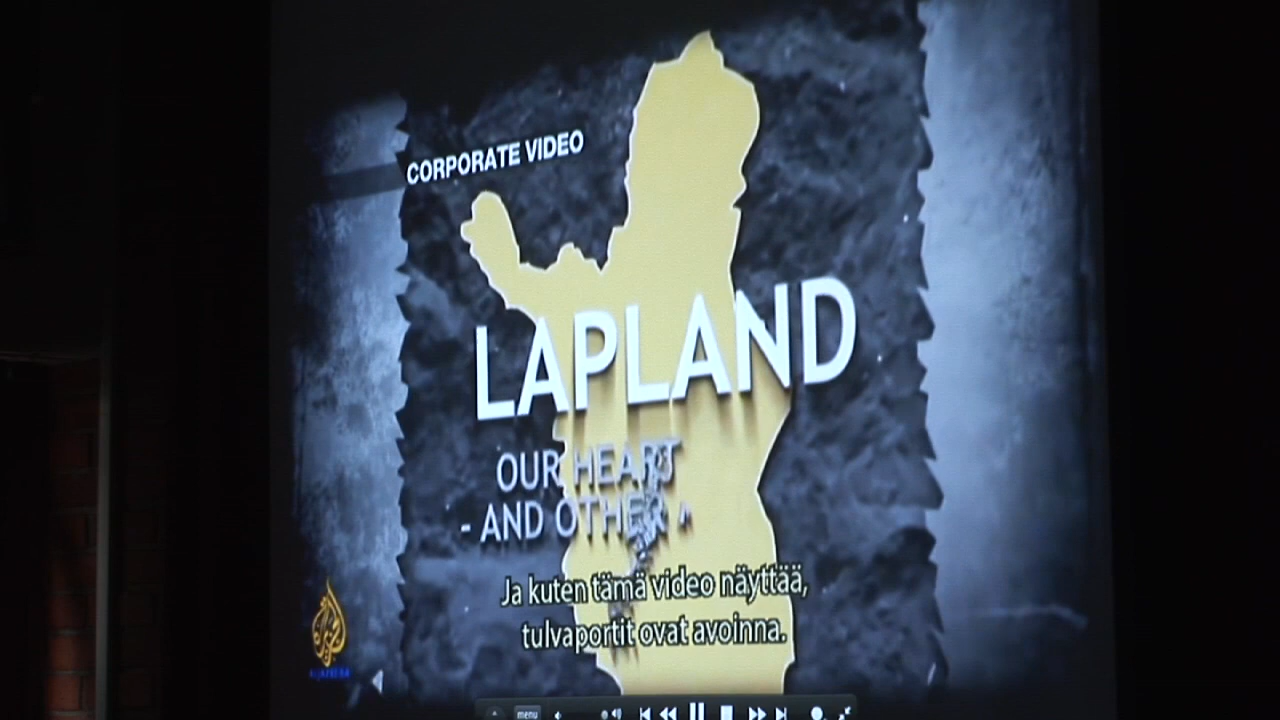 CORPORATE VIDEO
LAPLAND
OUR HEART
- AND OTHER
Ja kuten tämä video näyttää,
tulvaportit ovat avoinna.
menu